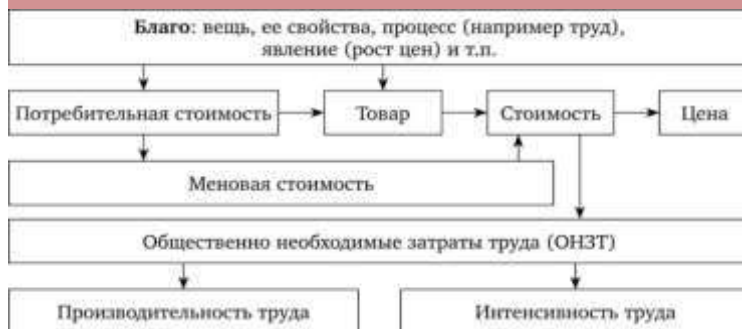 Благо: вещь, ее свойства, процесс (например труд),
явление (рост цен) и т.п.
Потребительная стоимость
Товар
Стоимость
Цена
Меновая стоимость
Общественно необходимые затраты труда (ОНЗТ)
Производительность труда
Интенсивность труда